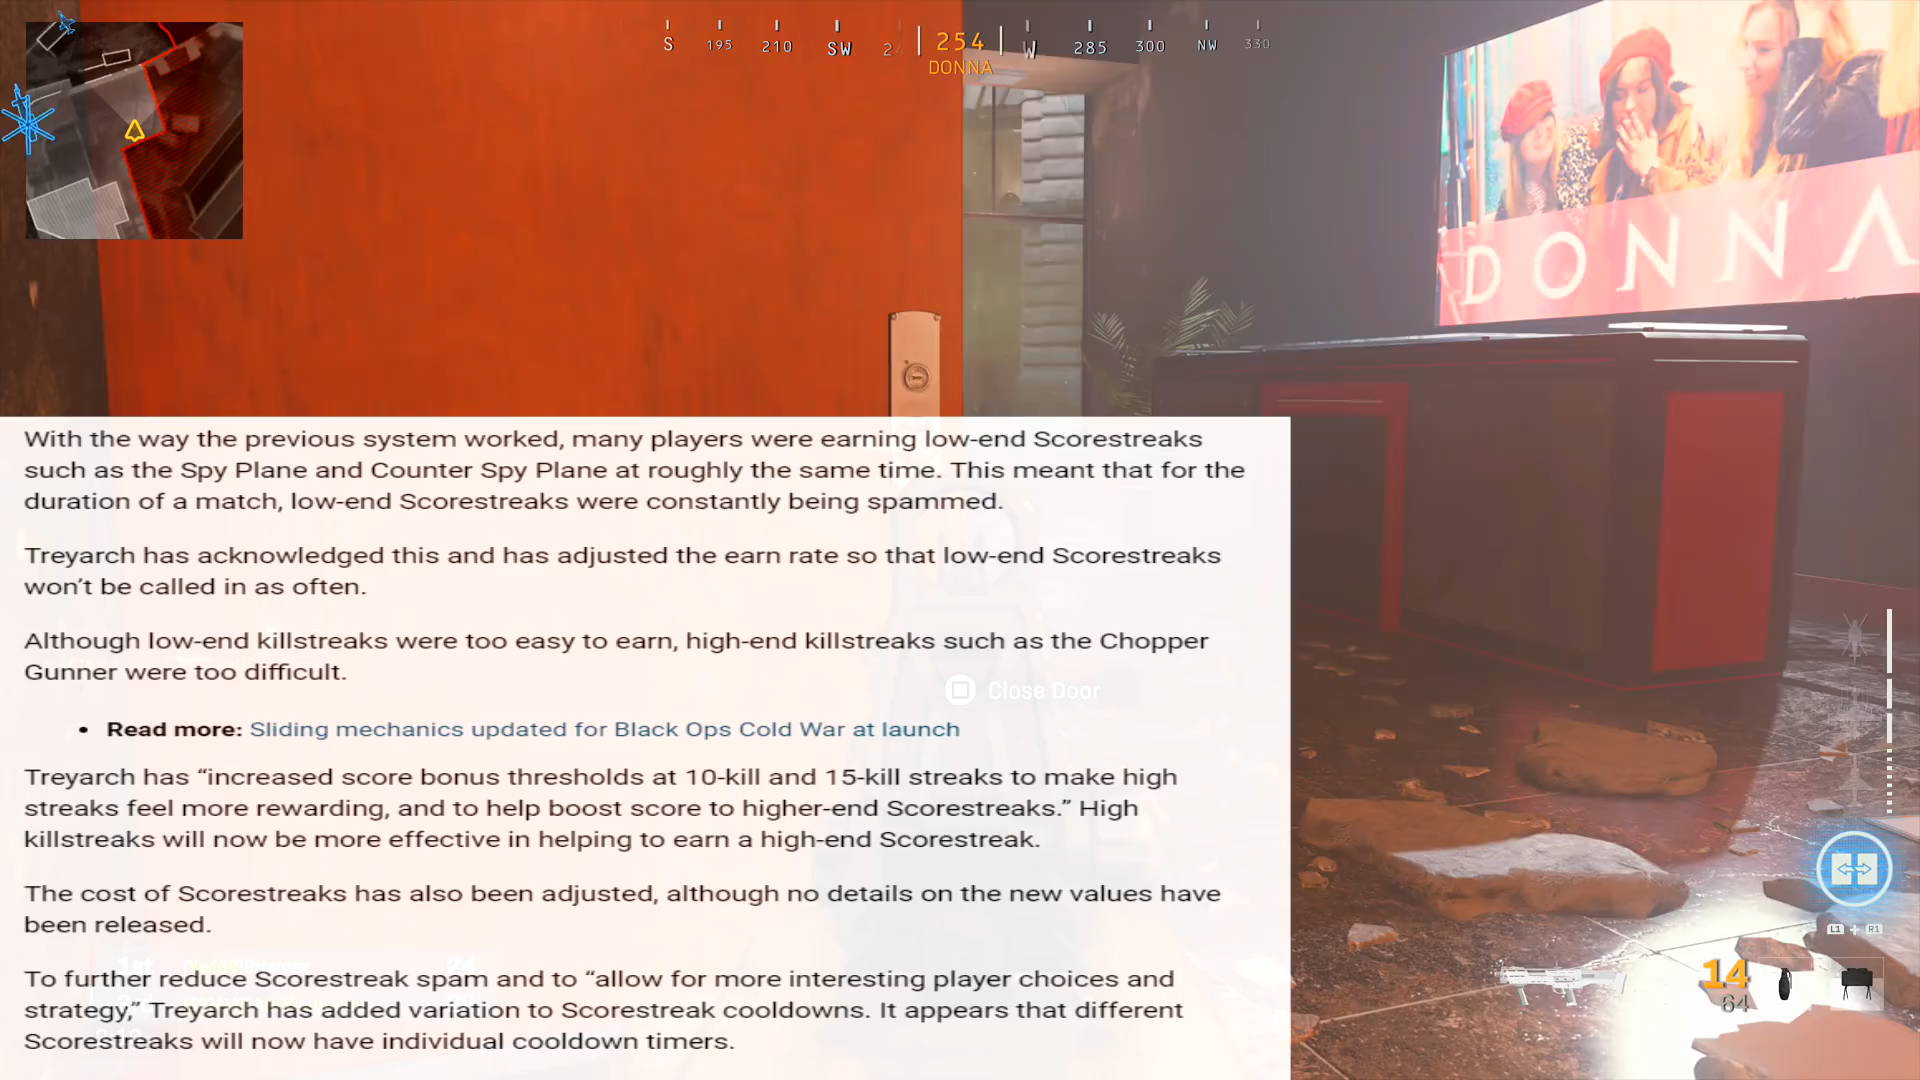 S 195 210 SW 254 W 285 300 NW 330
DONNA
DONNA
With the way the previous system worked, many players were earning low-end Scorestreaks
such as the Spy Plane and Counter Spy Plane at roughly the same time. This meant that for the
duration of a match, low-end Scorestreaks were constantly being spammed.
Treyarch has acknowledged this and has adjusted the earn rate so that low-end Scorestreaks
won’t be called in as often.
Although low-end killstreaks were too easy to earn, high-end killstreaks such as the Chopper
Gunner were too difficult.
Close Door
• Read more: Sliding mechanics updated for Black Ops Cold War at launch
Treyarch has “increased score bonus thresholds at 10-kill and 15-kill streaks to make high
streaks feel more rewarding, and to help boost score to higher-end Scorestreaks.” High
killstreaks will now be more effective in helping to earn a high-end Scorestreak.
The cost of Scorestreaks has also been adjusted, although no details on the new values have
been released.
L1 + R1
1st 24
To further reduce Scorestreak spam and to “allow for more interesting player choices and
strategy,” Treyarch has added variation to Scorestreak cooldowns. It appears that different
Scorestreaks will now have individual cooldown timers.
14
64